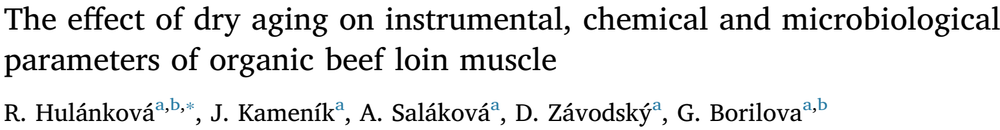 The effect of dry aging on instrumental, chemical and microbiological
parameters of organic beef loin muscle
R. Hulánková a,b,*, J. Kameník a, A. Saláková a, D. Závodský a, G. Borilova a,b